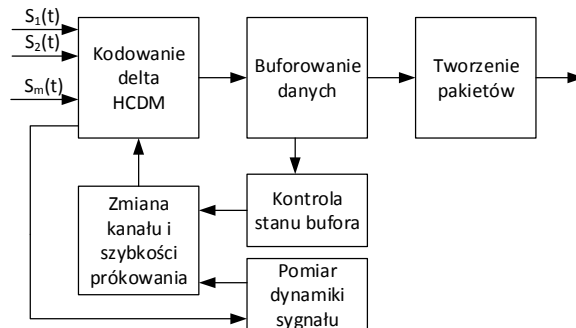 S1(t)
S2(t)
Sm(t)
Kodowanie
delta
HCDM
Buforowanie
danych
Tworzenie
pakietów
Zmiana
kanału i
szybkości
prókowania
Kontrola
stanu bufora
Pomiar
dynamiki
sygnału